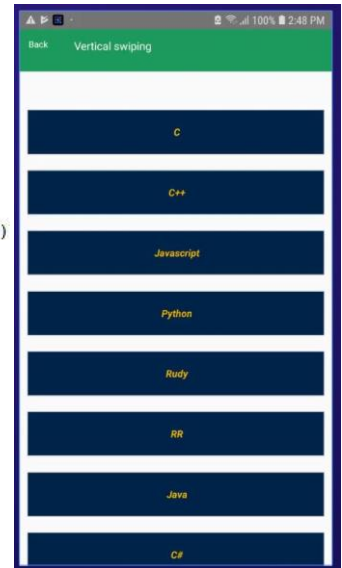 100% 2:48 PM
Back Vertical swiping
C
C++
)
Javascript
Python
Rudy
RR
Java
C#